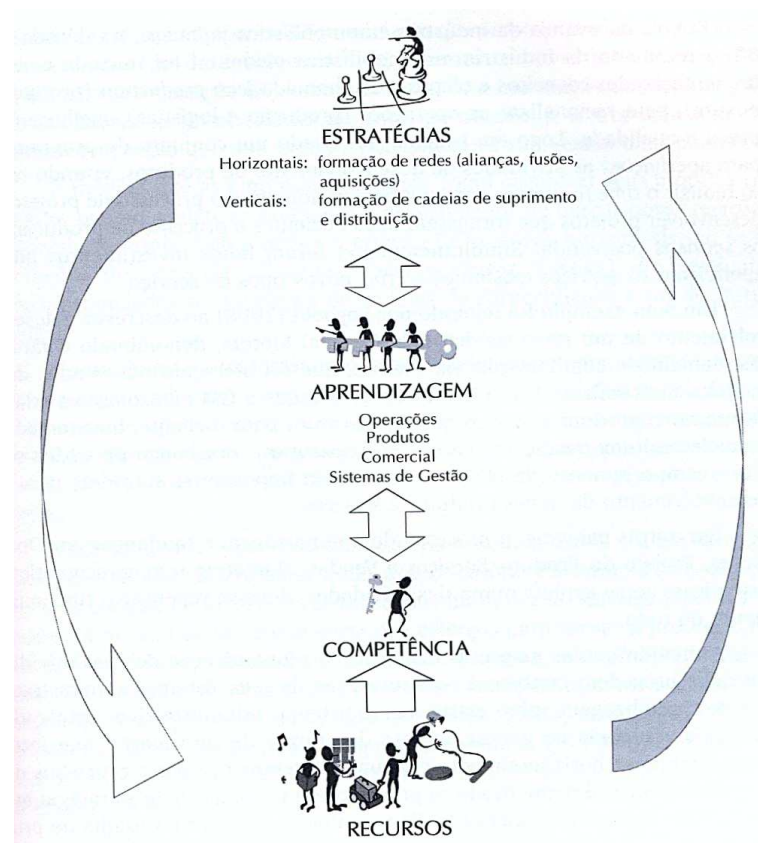 ESTRATÉGIAS
Horizontais: formação de redes (alianças, fusões,
aquisições)
Verticais: formação de cadeias de suprimento
e distribuição
APRENDIZAGEM
Operações
Produtos
Comercial
Sistemas de Gestão
COMPETÊNCIA
RECURSOS